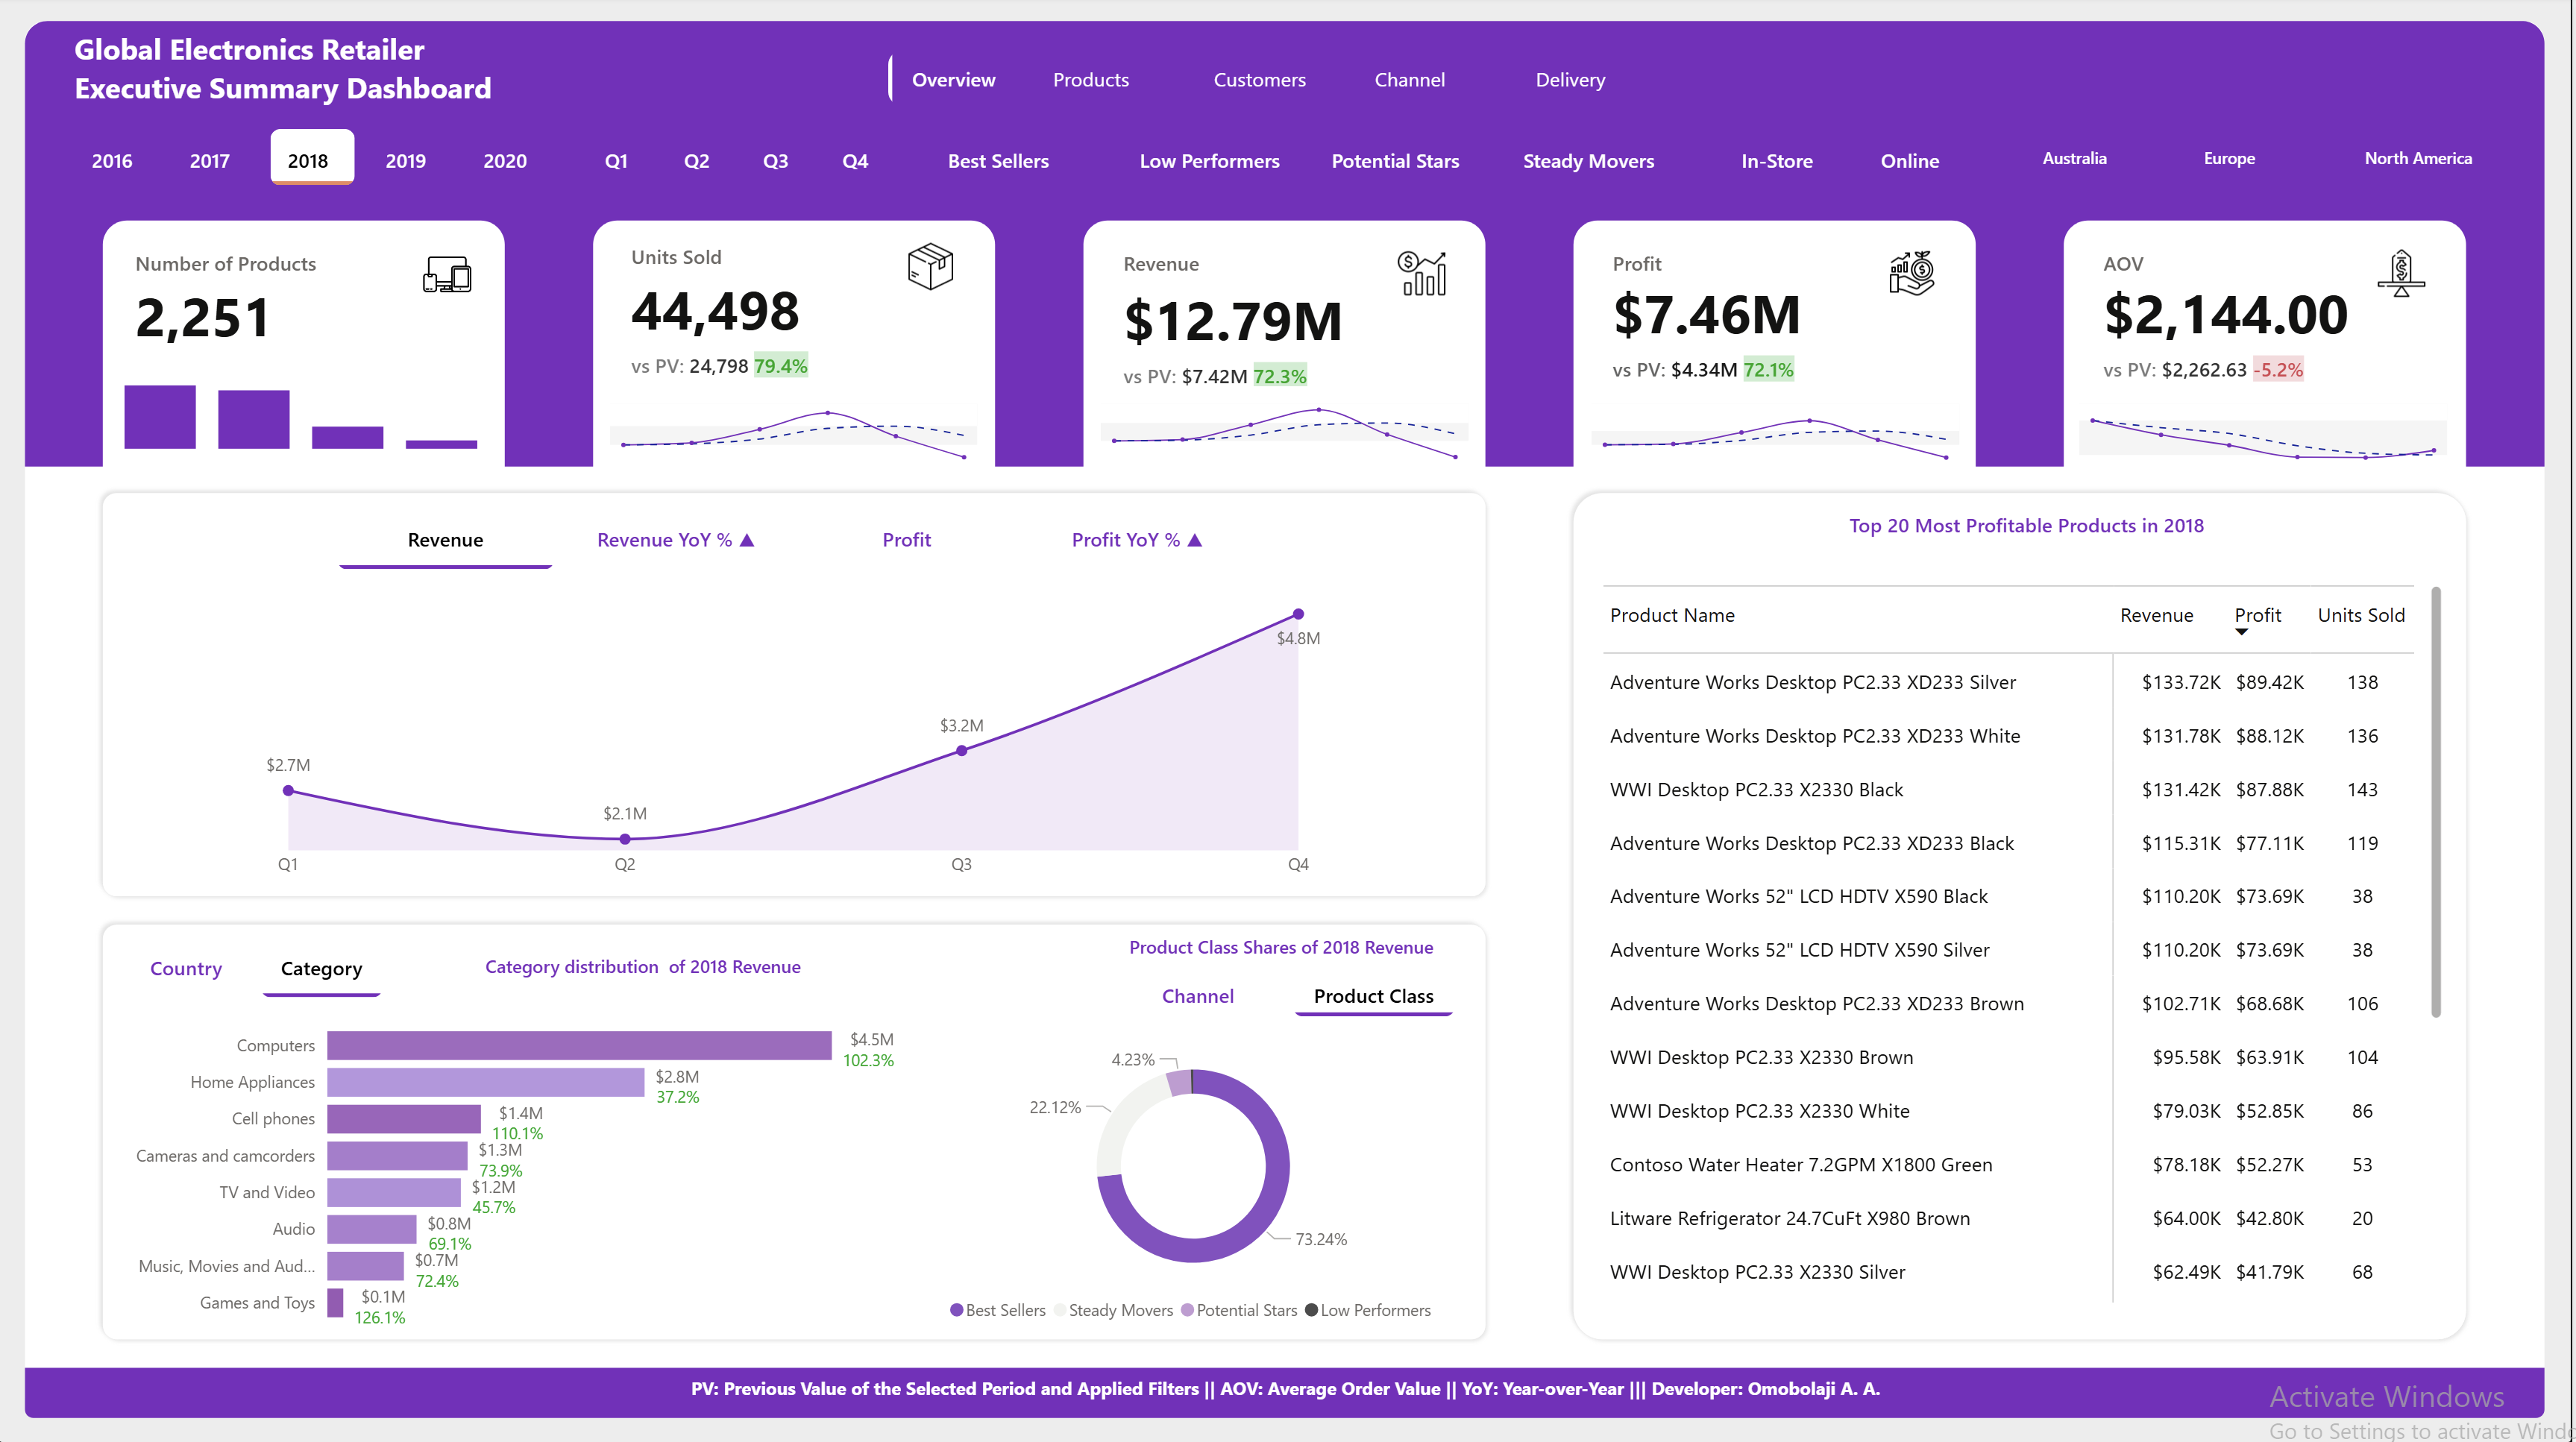 Global Electronics Retailer
Executive Summary Dashboard
Overview Products Customers Channel Delivery
2016 2017 2018 2019 2020 Q1 Q2 Q3 Q4 Best Sellers Low Performers Potential Stars Steady Movers In-Store Online Australia Europe North America
Number of Products
2,251
Units Sold
44,498
vs PV: 24,798 79.4%
Revenue
$12.79M
vs PV: $7.42M 72.3%
Profit
$7.46M
vs PV: $4.34M 72.1%
AOV
$2,144.00
vs PV: $2,262.63 -5.2%
Revenue Revenue YoY % ▲ Profit Profit YoY % ▲
$2.7M
$2.1M
$3.2M
$4.8M
Q1 Q2 Q3 Q4
Country Category Category distribution of 2018 Revenue
Computers $4.5M
102.3%
Home Appliances $2.8M
37.2%
Cell phones $1.4M
110.1%
Cameras and camcorders $1.3M
73.9%
TV and Video $1.2M
45.7%
Audio $0.8M
69.1%
Music, Movies and Aud... $0.7M
72.4%
Games and Toys $0.1M
126.1%
Product Class Shares of 2018 Revenue
Channel Product Class
4.23%
22.12%
73.24%
Best Sellers Steady Movers Potential Stars Low Performers
Top 20 Most Profitable Products in 2018
Product Name Revenue Profit Units Sold
Adventure Works Desktop PC2.33 XD233 Silver $133.72K $89.42K 138
Adventure Works Desktop PC2.33 XD233 White $131.78K $88.12K 136
WWI Desktop PC2.33 X2330 Black $131.42K $87.88K 143
Adventure Works Desktop PC2.33 XD233 Black $115.31K $77.11K 119
Adventure Works 52" LCD HDTV X590 Black $110.20K $73.69K 38
Adventure Works 52" LCD HDTV X590 Silver $110.20K $73.69K 38
Adventure Works Desktop PC2.33 XD233 Brown $102.71K $68.68K 106
WWI Desktop PC2.33 X2330 Brown $95.58K $63.91K 104
WWI Desktop PC2.33 X2330 White $79.03K $52.85K 86
Contoso Water Heater 7.2GPM X1800 Green $78.18K $52.27K 53
Litware Refrigerator 24.7CuFt X980 Brown $64.00K $42.80K 20
WWI Desktop PC2.33 X2330 Silver $62.49K $41.79K 68
PV: Previous Value of the Selected Period and Applied Filters || AOV: Average Order Value || YoY: Year-over-Year ||| Developer: Omobolaji A. A.
Activate Windows
Go to Settings to activate Wind